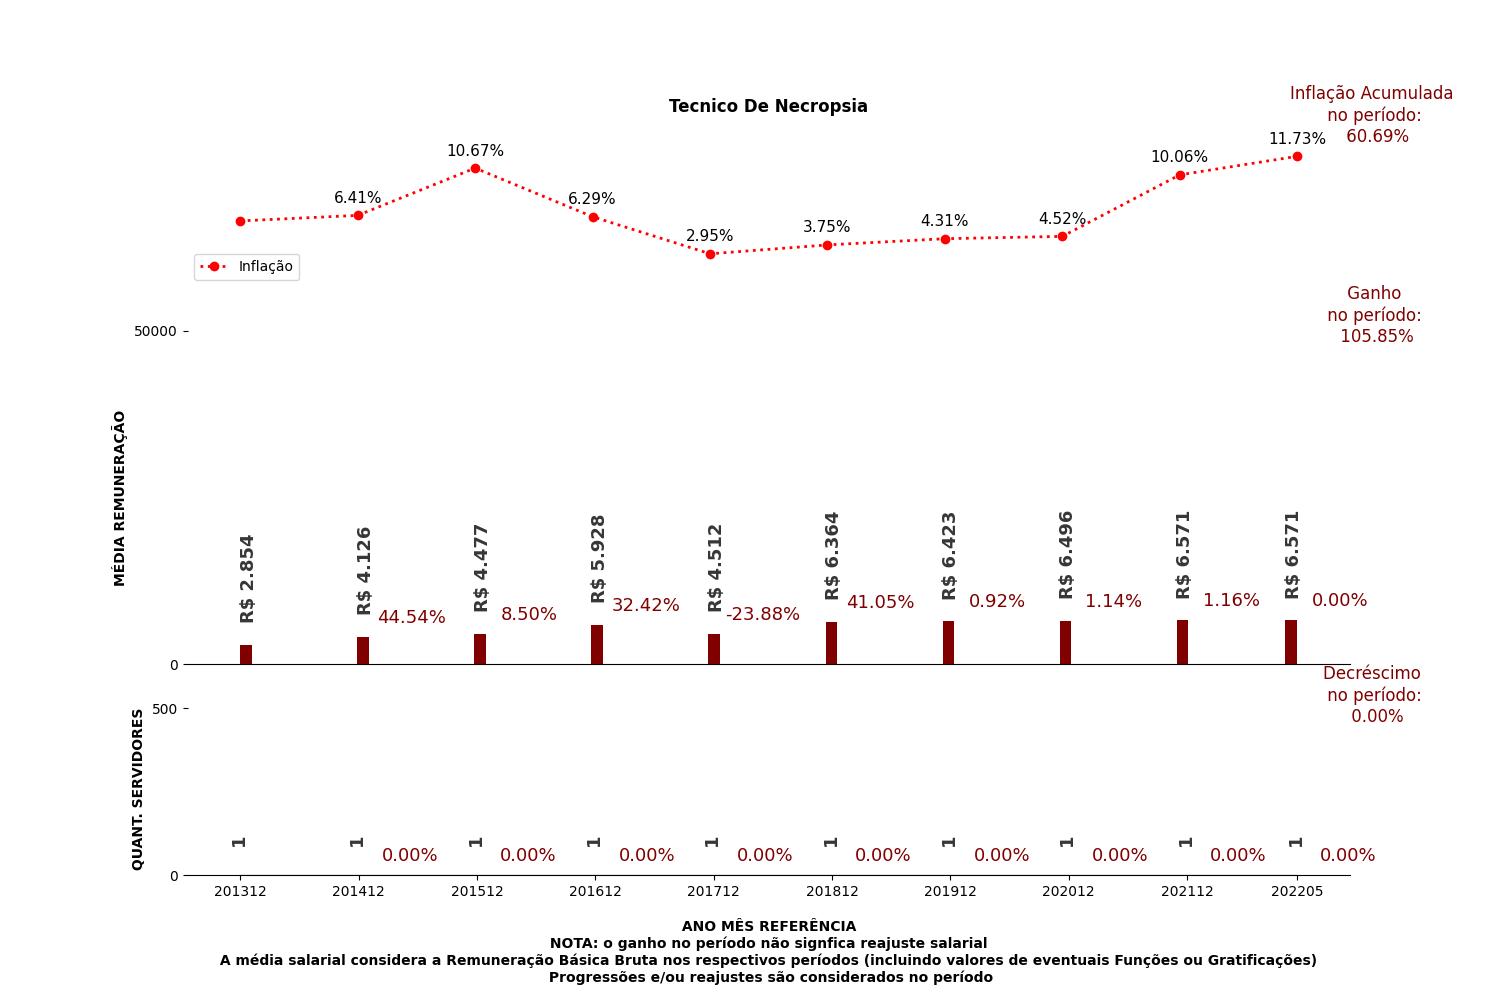 Tecnico De Necropsia
Inflação Acumulada
no período:
60.69%
6.41%
10.67%
6.29%
2.95%
3.75%
4.31%
4.52%
10.06%
11.73%
Inflação
Ganho
no período:
105.85%
50000
0
MÉDIA REMUNERAÇÃO
R$ 2.854
R$ 4.126
R$ 4.477
R$ 5.928
R$ 4.512
R$ 6.364
R$ 6.423
R$ 6.496
R$ 6.571
R$ 6.571
44.54%
8.50%
32.42%
-23.88%
41.05%
0.92%
1.14%
1.16%
0.00%
Decréscimo
no período:
0.00%
500
0
QUANT. SERVIDORES
1
1
1
1
1
1
1
1
1
1
0.00%
0.00%
0.00%
0.00%
0.00%
0.00%
0.00%
0.00%
0.00%
201312
201412
201512
201612
201712
201812
201912
202012
202112
202205
ANO MÊS REFERÊNCIA
NOTA: o ganho no período não signfica reajuste salarial
A média salarial considera a Remuneração Básica Bruta nos respectivos períodos (incluindo valores de eventuais Funções ou Gratificações)
Progressões e/ou reajustes são considerados no período